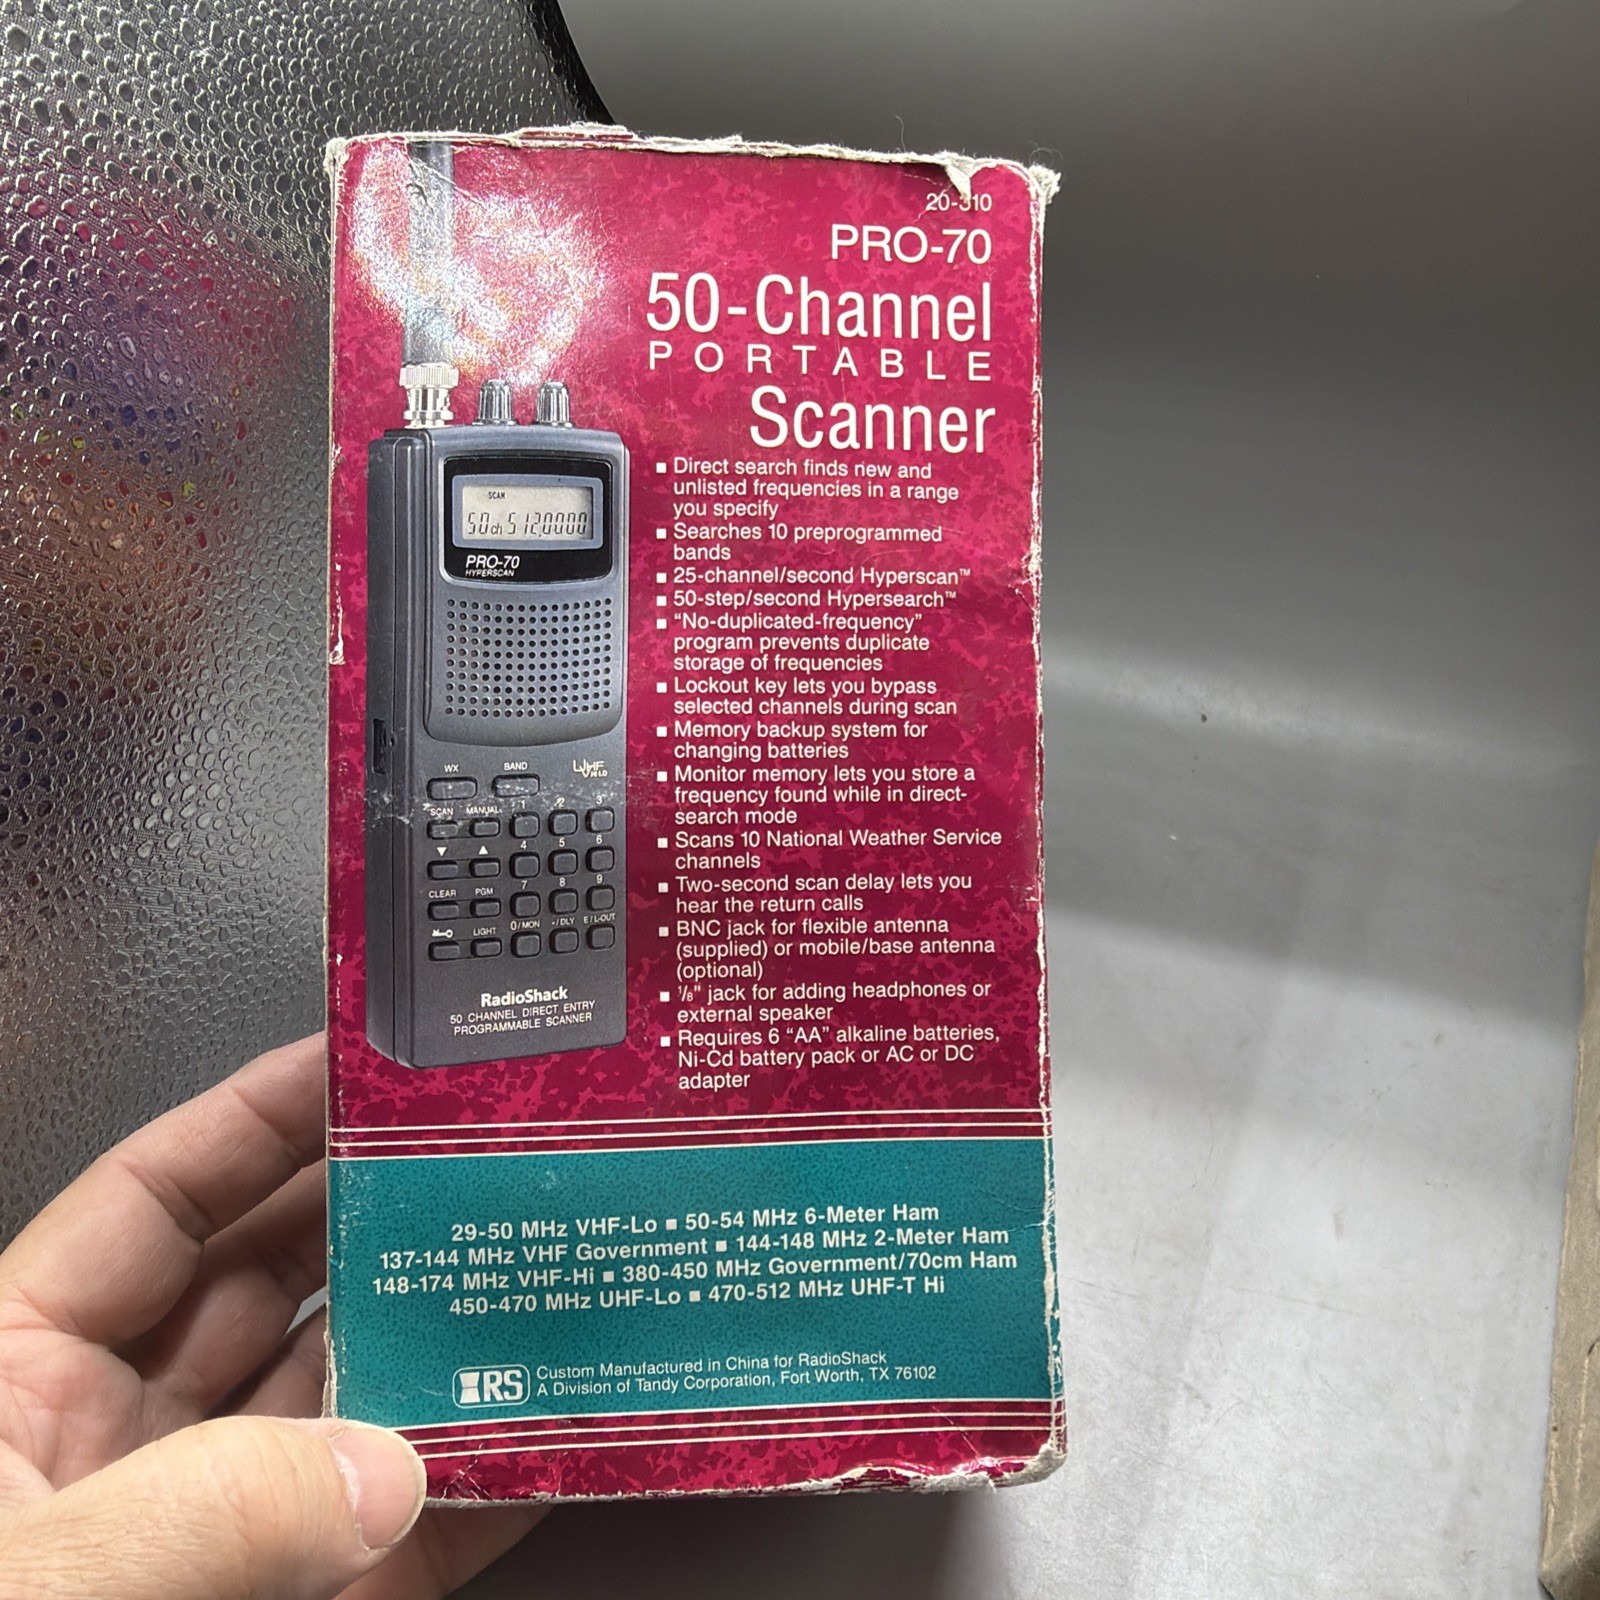 20-310
PRO-70
50-Channel
PORTABLE
Scanner
■ Direct search finds new and
unlisted frequencies in a range
you specify
■ Searches 10 preprogrammed
bands
■ 25-channel/second Hyperscan™
■ 50-step/second Hypersearch™
■ “No-duplicated-frequency”
program prevents duplicate
storage of frequencies
■ Lockout key lets you bypass
selected channels during scan
■ Memory backup system for
changing batteries
■ Monitor memory lets you store a
frequency found while in direct-
search mode
■ Scans 10 National Weather Service
channels
■ Two-second scan delay lets you
hear the return calls
■ BNC jack for flexible antenna
(supplied) or mobile/base antenna
(optional)
■ 1/8" jack for adding headphones or
external speaker
■ Requires 6 “AA” alkaline batteries,
Ni-Cd battery pack or AC or DC
adapter
SCAN
50 ch 512.0000
PRO-70
HYPERSCAN
WX BAND UVHF HI LO
SCAN MANUAL 1 2 3
▼ ▲ 4 5 6
CLEAR PGM 7 8 9
LIGHT 0/MON •/DLY E/L-OUT
RadioShack
50 CHANNEL DIRECT ENTRY
PROGRAMMABLE SCANNER
29-50 MHz VHF-Lo ■ 50-54 MHz 6-Meter Ham
137-144 MHz VHF Government ■ 144-148 MHz 2-Meter Ham
148-174 MHz VHF-Hi ■ 380-450 MHz Government/70cm Ham
450-470 MHz UHF-Lo ■ 470-512 MHz UHF-T Hi
RS
Custom Manufactured in China for RadioShack
A Division of Tandy Corporation, Fort Worth, TX 76102